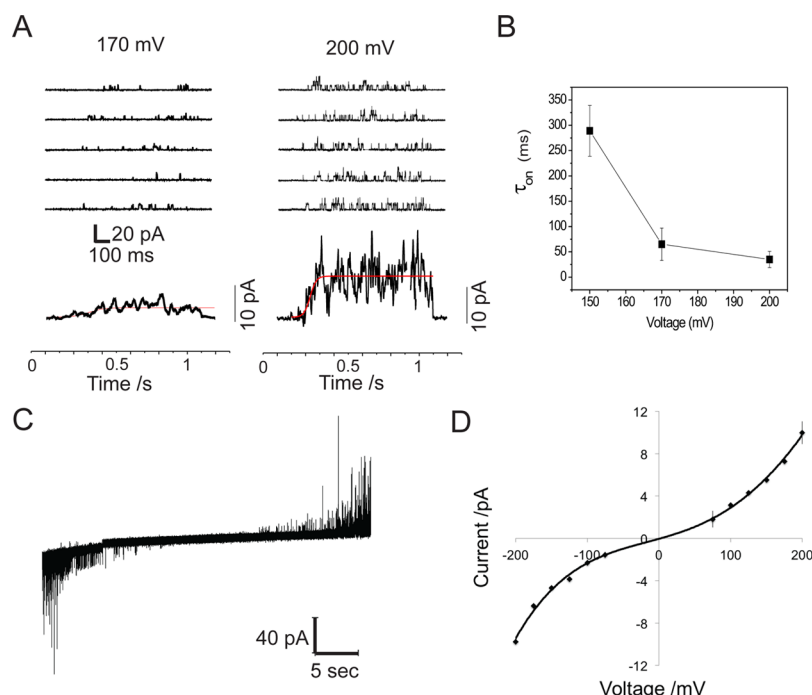 A
170 mV
200 mV
20 pA
100 ms
10 pA
10 pA
0 0.5 1
Time /s
0 0.5 1
Time /s
B
350
300
250
200
150
100
50
0
τon (ms)
150 160 170 180 190 200
Voltage (mV)
C
40 pA
5 sec
D
12
8
4
0
-4
-8
-12
-200 -100 0 100 200
Current /pA
Voltage /mV